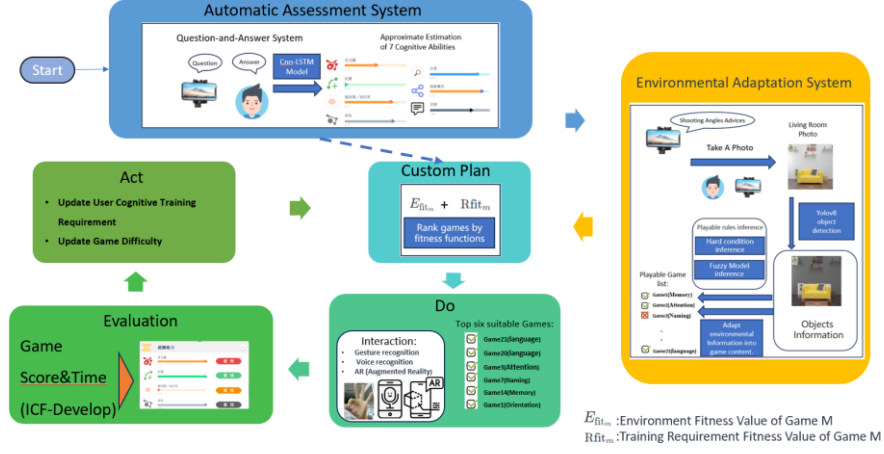 Automatic Assessment System
Start
Question-and-Answer System
Question
Answer
Cnn-LSTM
Model
Approximate Estimation
of 7 Cognitive Abilities
Environmental Adaptation System
Shooting Angles Advices
Take A Photo
Living Room
Photo
Yolov8
object
detection
Playable rules inference
Hard condition
inference
Fuzzy Model
inference
Playable Game
list:
Game1(Memory)
Game2(Attention)
Game3(Naming)
Game21(language)
Adapt
environmental
Information into
game content.
Objects
Information
Act
• Update User Cognitive Training
Requirement
• Update Game Difficulty
Custom Plan
E fit m + Rfit m
Rank games by
fitness functions
Evaluation
Game
Score&Time
(ICF-Develop)
Do
Interaction:
• Gesture recognition
• Voice recognition
• AR (Augmented Reality)
AR
Top six suitable Games:
Game21(language)
Game20(language)
Game3(Attention)
Game7(Naming)
Game14(Memory)
Game1(Orientation)
E fit m :Environment Fitness Value of Game M
Rfit m :Training Requirement Fitness Value of Game M